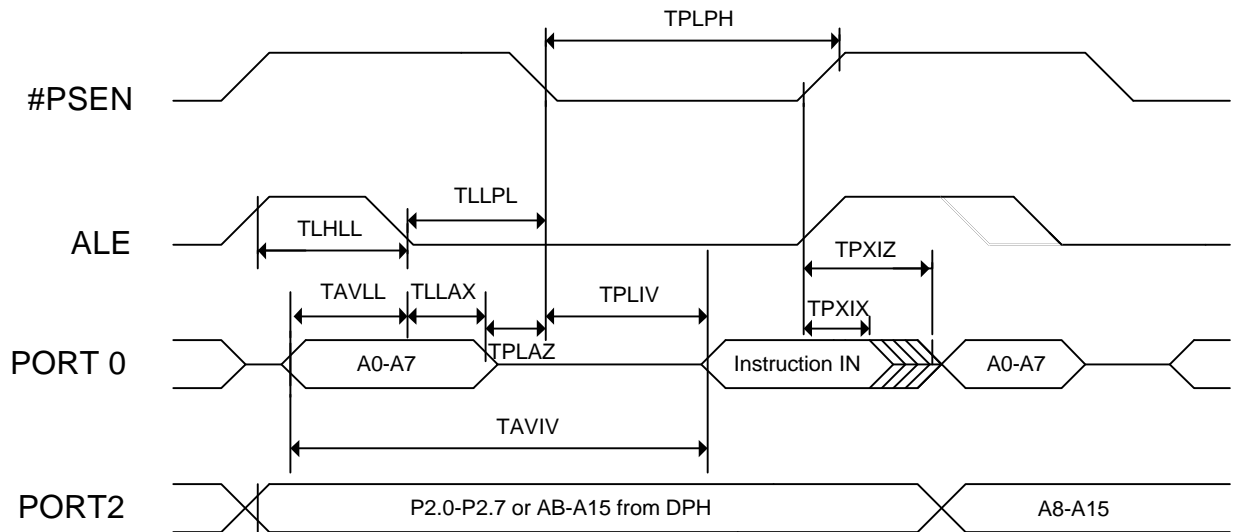 TPLPH
#PSEN
TLLPL
TLHLL
ALE
TPXIZ
TAVLL
TLLAX
TPLIV
TPXIX
TPLAZ
PORT 0
A0-A7
Instruction IN
A0-A7
TAVIV
PORT2
P2.0-P2.7 or AB-A15 from DPH
A8-A15